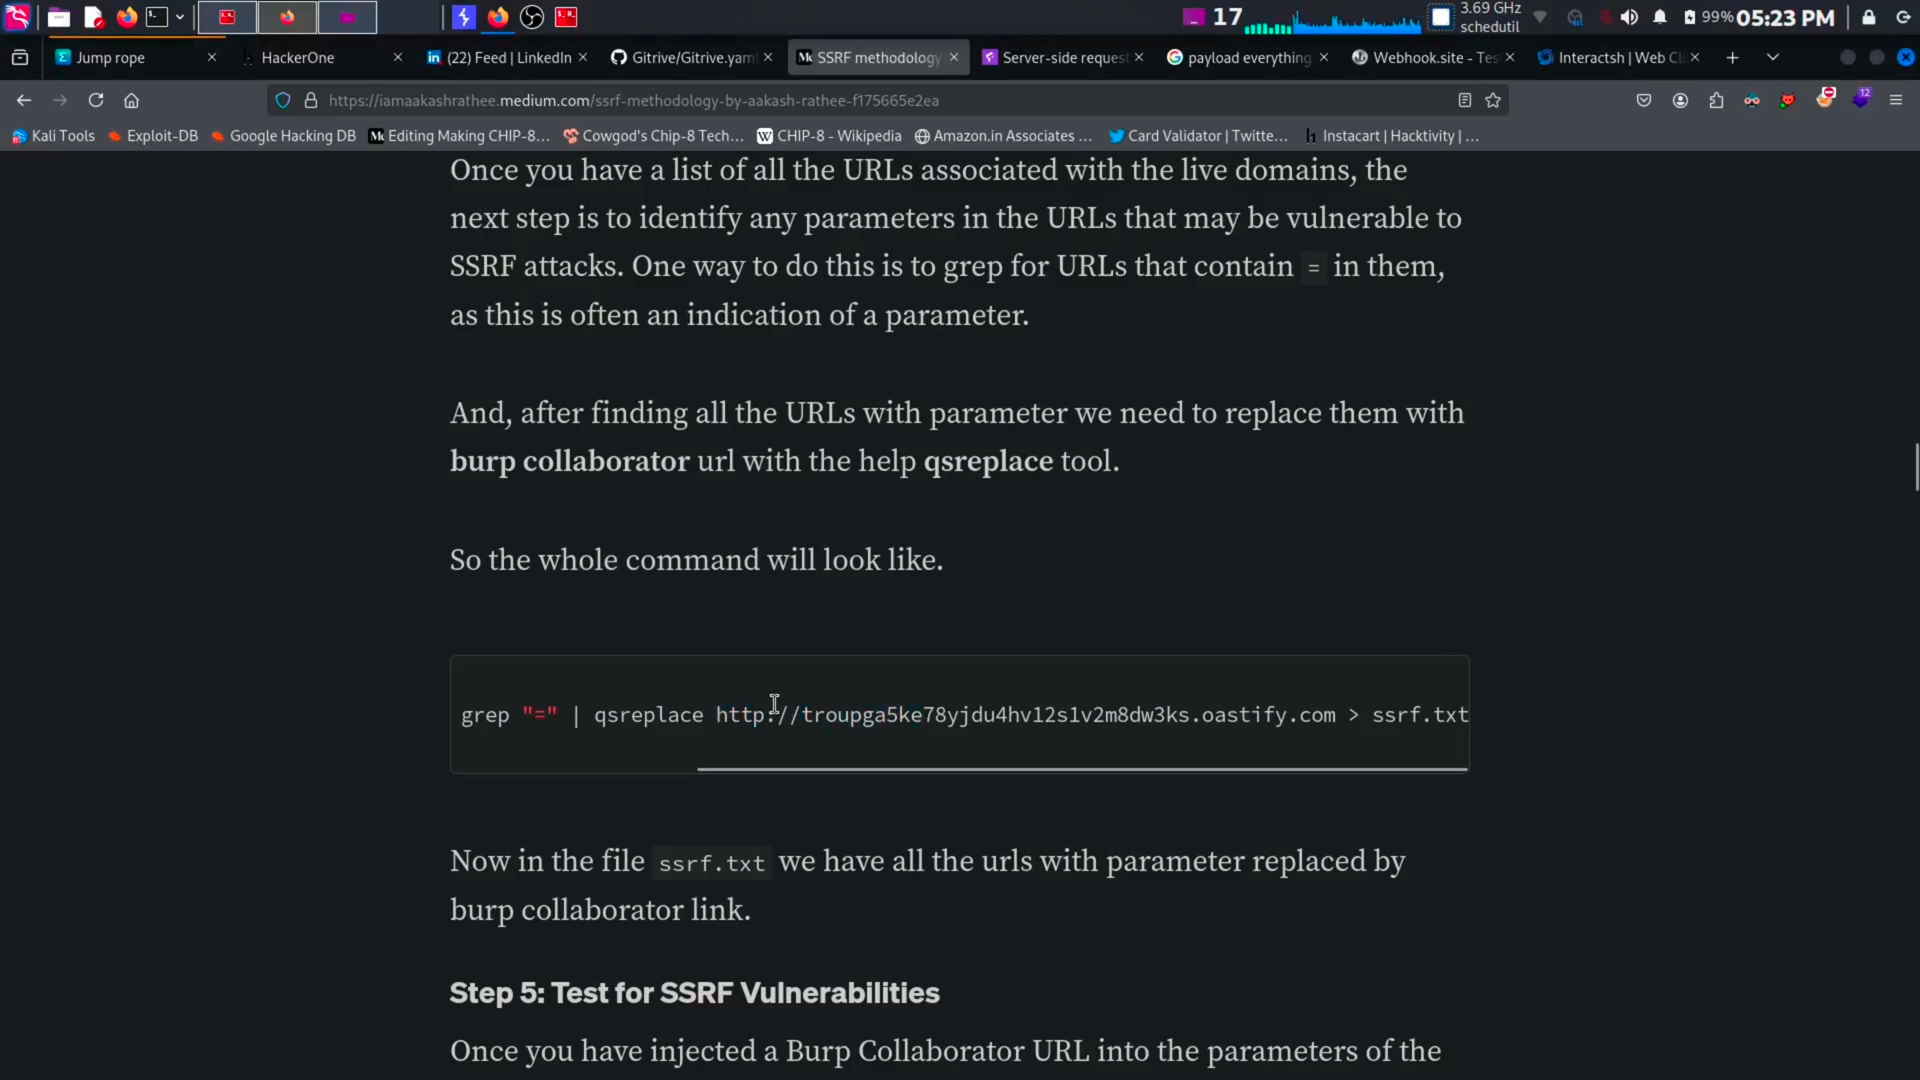 17
3.69 GHz
schedutil
99%
05:23 PM
Jump rope
HackerOne
(22) Feed | LinkedIn
Gitrive/Gitrive.yaml
SSRF methodology
Server-side request
payload everything
Webhook.site - Tes
Interactsh | Web Cli
https://iamaakashrathee.medium.com/ssrf-methodology-by-aakash-rathee-f175665e2ea
12
Kali Tools
Exploit-DB
Google Hacking DB
Editing Making CHIP-8...
Cowgod's Chip-8 Tech...
CHIP-8 - Wikipedia
Amazon.in Associates ...
Card Validator | Twitte...
Instacart | Hacktivity | ...
Once you have a list of all the URLs associated with the live domains, the
next step is to identify any parameters in the URLs that may be vulnerable to
SSRF attacks. One way to do this is to grep for URLs that contain = in them,
as this is often an indication of a parameter.
And, after finding all the URLs with parameter we need to replace them with
burp collaborator url with the help qsreplace tool.
So the whole command will look like.
grep "=" | qsreplace http://troupga5ke78yjdu4hv12s1v2m8dw3ks.oastify.com > ssrf.txt
Now in the file ssrf.txt we have all the urls with parameter replaced by
burp collaborator link.
Step 5: Test for SSRF Vulnerabilities
Once you have injected a Burp Collaborator URL into the parameters of the